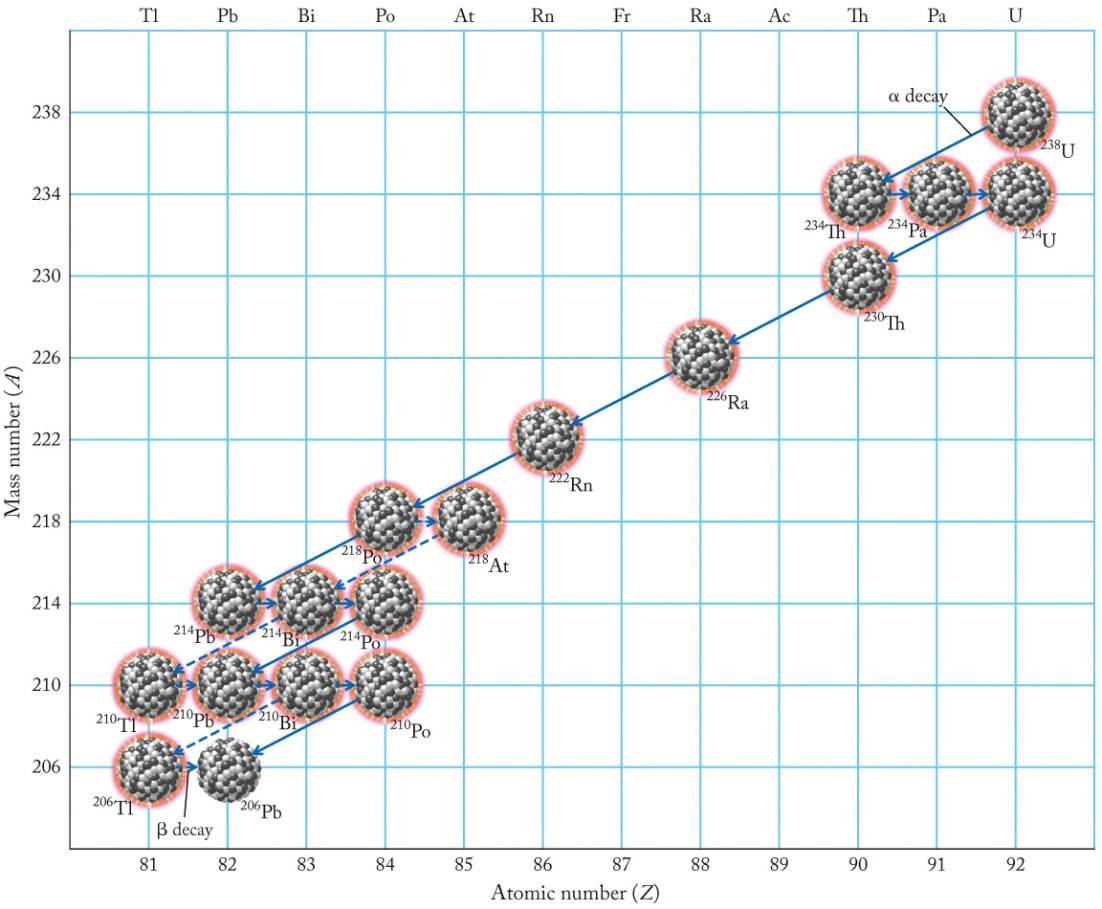 Tl Pb Bi Po At Rn Fr Ra Ac Th Pa U
α decay
238
²³⁸U
234
²³⁴Th ²³⁴Pa ²³⁴U
230
²³⁰Th
226
²²⁶Ra
Mass number (A)
222
²²²Rn
218
²¹⁸Po ²¹⁸At
214
²¹⁴Pb ²¹⁴Bi ²¹⁴Po
210
²¹⁰Tl ²¹⁰Pb ²¹⁰Bi ²¹⁰Po
206
²⁰⁶Tl ²⁰⁶Pb
β decay
81 82 83 84 85 86 87 88 89 90 91 92
Atomic number (Z)